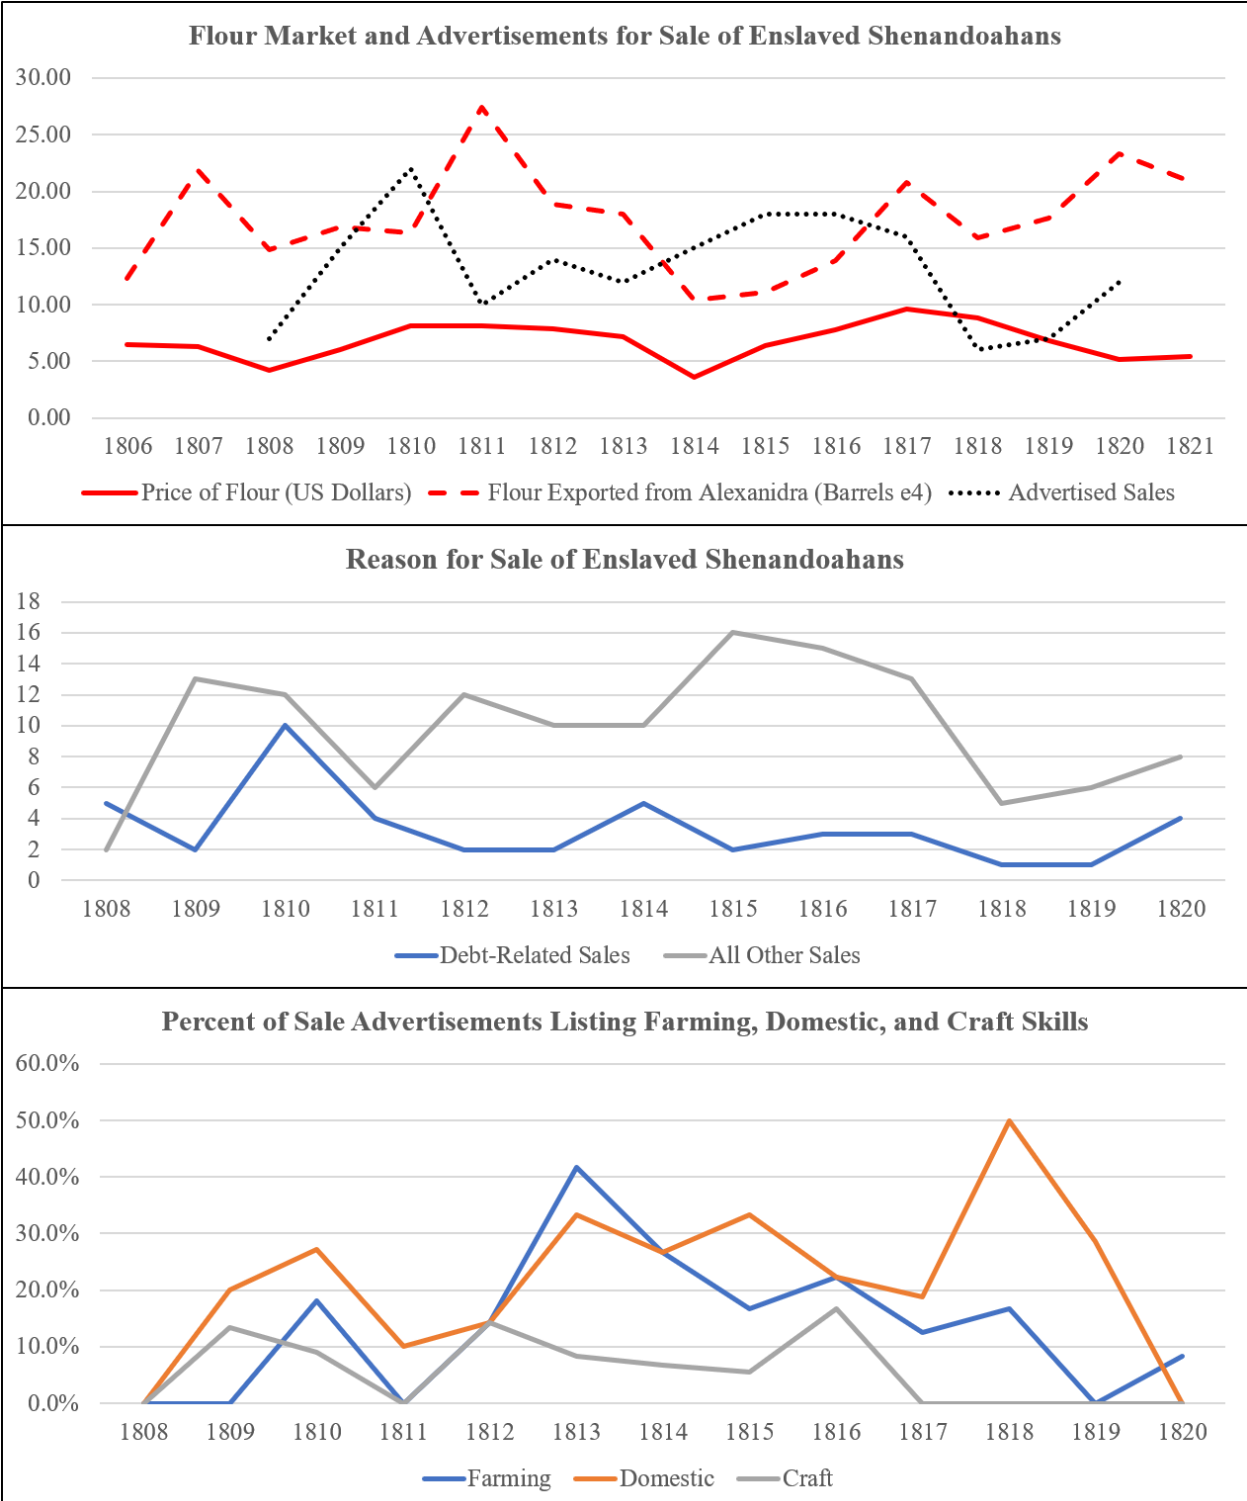 Flour Market and Advertisements for Sale of Enslaved Shenandoahans
30.00
25.00
20.00
15.00
10.00
5.00
0.00
1806 1807 1808 1809 1810 1811 1812 1813 1814 1815 1816 1817 1818 1819 1820 1821
Price of Flour (US Dollars) Flour Exported from Alexanidra (Barrels e4) Advertised Sales
Reason for Sale of Enslaved Shenandoahans
18
16
14
12
10
8
6
4
2
0
1808 1809 1810 1811 1812 1813 1814 1815 1816 1817 1818 1819 1820
Debt-Related Sales All Other Sales
Percent of Sale Advertisements Listing Farming, Domestic, and Craft Skills
60.0%
50.0%
40.0%
30.0%
20.0%
10.0%
0.0%
1808 1809 1810 1811 1812 1813 1814 1815 1816 1817 1818 1819 1820
Farming Domestic Craft